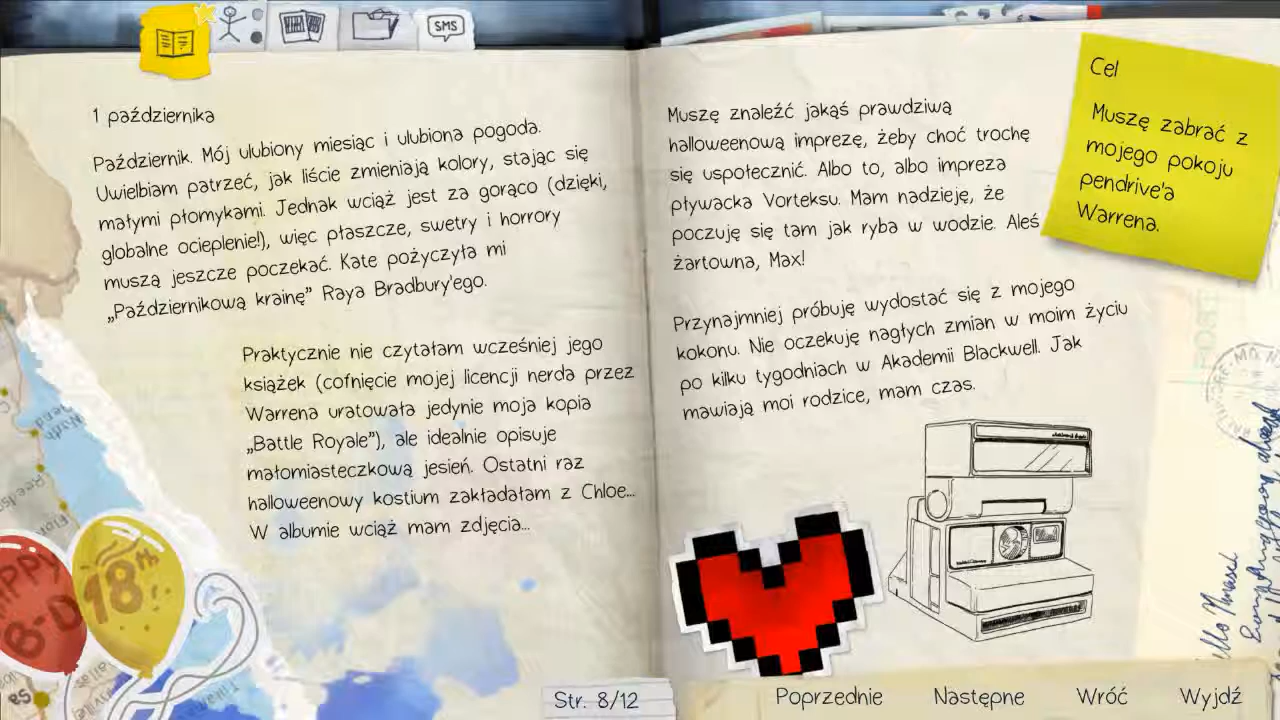 SMS
1 października
Październik. Mój ulubiony miesiąc i ulubiona pogoda.
Uwielbiam patrzeć, jak liście zmieniają kolory, stając się
małymi płomykami. Jednak wciąż jest za gorąco (dzięki,
globalne ocieplenie!), więc płaszcze, swetry i horrory
muszą jeszcze poczekać. Kate pożyczyła mi
„Październikową krainę” Raya Bradbury'ego.
Praktycznie nie czytałam wcześniej jego
książek (cofnięcie mojej licencji nerda przez
Warrena uratowała jedynie moja kopia
„Battle Royale”), ale idealnie opisuje
małomiasteczkową jesień. Ostatni raz
halloweenowy kostium zakładałam z Chloe...
W albumie wciąż mam zdjęcia...
18th
Muszę znaleźć jakąś prawdziwą
halloweenową imprezę, żeby choć trochę
się uspołecznić. Albo to, albo impreza
pływacka Vorteksu. Mam nadzieję, że
poczuję się tam jak ryba w wodzie. Aleś
żartowna, Max!
Przynajmniej próbuję wydostać się z mojego
kokonu. Nie oczekuję nagłych zmian w moim życiu
po kilku tygodniach w Akademii Blackwell. Jak
mawiają moi rodzice, mam czas.
Cel
Muszę zabrać z
mojego pokoju
pendrive'a
Warrena.
Str. 8/12
Poprzednie
Następne
Wróć
Wyjdź